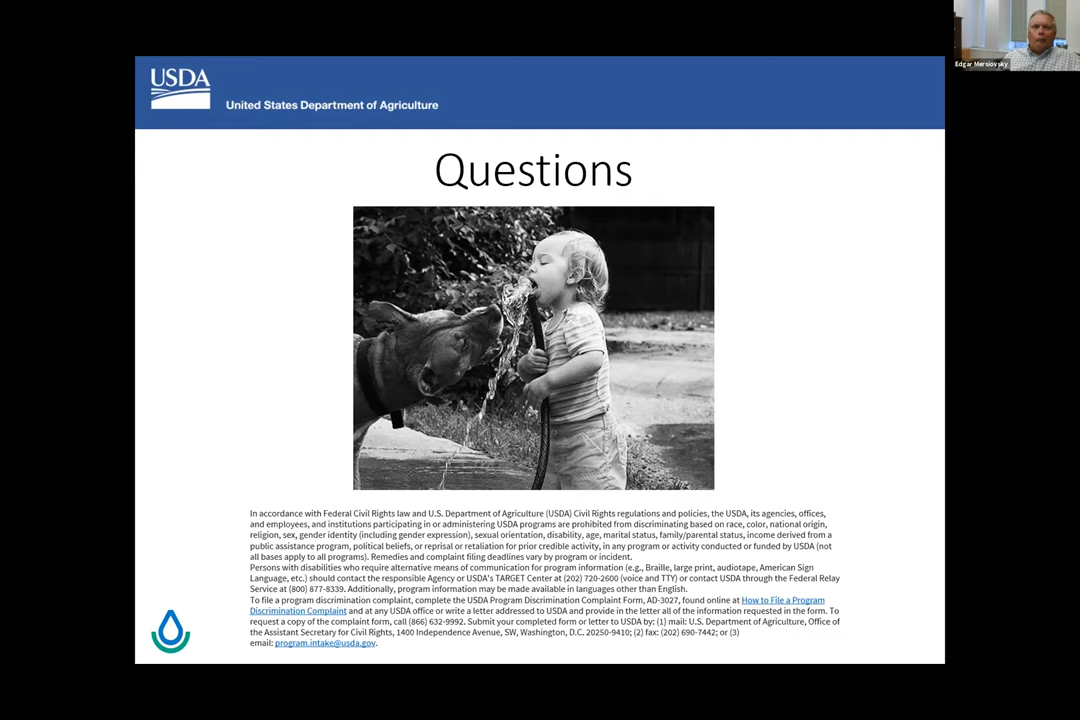 USDA
United States Department of Agriculture
Edgar Mersiovsky
Questions
In accordance with Federal Civil Rights law and U.S. Department of Agriculture (USDA) Civil Rights regulations and policies, the USDA, its agencies, offices,
and employees, and institutions participating in or administering USDA programs are prohibited from discriminating based on race, color, national origin,
religion, sex, gender identity (including gender expression), sexual orientation, disability, age, marital status, family/parental status, income derived from a
public assistance program, political beliefs, or reprisal or retaliation for prior credible activity, in any program or activity conducted or funded by USDA (not
all bases apply to all programs). Remedies and complaint filing deadlines vary by program or incident.
Persons with disabilities who require alternative means of communication for program information (e.g., Braille, large print, audiotape, American Sign
Language, etc.) should contact the responsible Agency or USDA's TARGET Center at (202) 720-2600 (voice and TTY) or contact USDA through the Federal Relay
Service at (800) 877-8339. Additionally, program information may be made available in languages other than English.
To file a program discrimination complaint, complete the USDA Program Discrimination Complaint Form, AD-3027, found online at How to File a Program
Discrimination Complaint and at any USDA office or write a letter addressed to USDA and provide in the letter all of the information requested in the form. To
request a copy of the complaint form, call (866) 632-9992. Submit your completed form or letter to USDA by: (1) mail: U.S. Department of Agriculture, Office of
the Assistant Secretary for Civil Rights, 1400 Independence Avenue, SW, Washington, D.C. 20250-9410; (2) fax: (202) 690-7442; or (3)
email: program.intake@usda.gov.